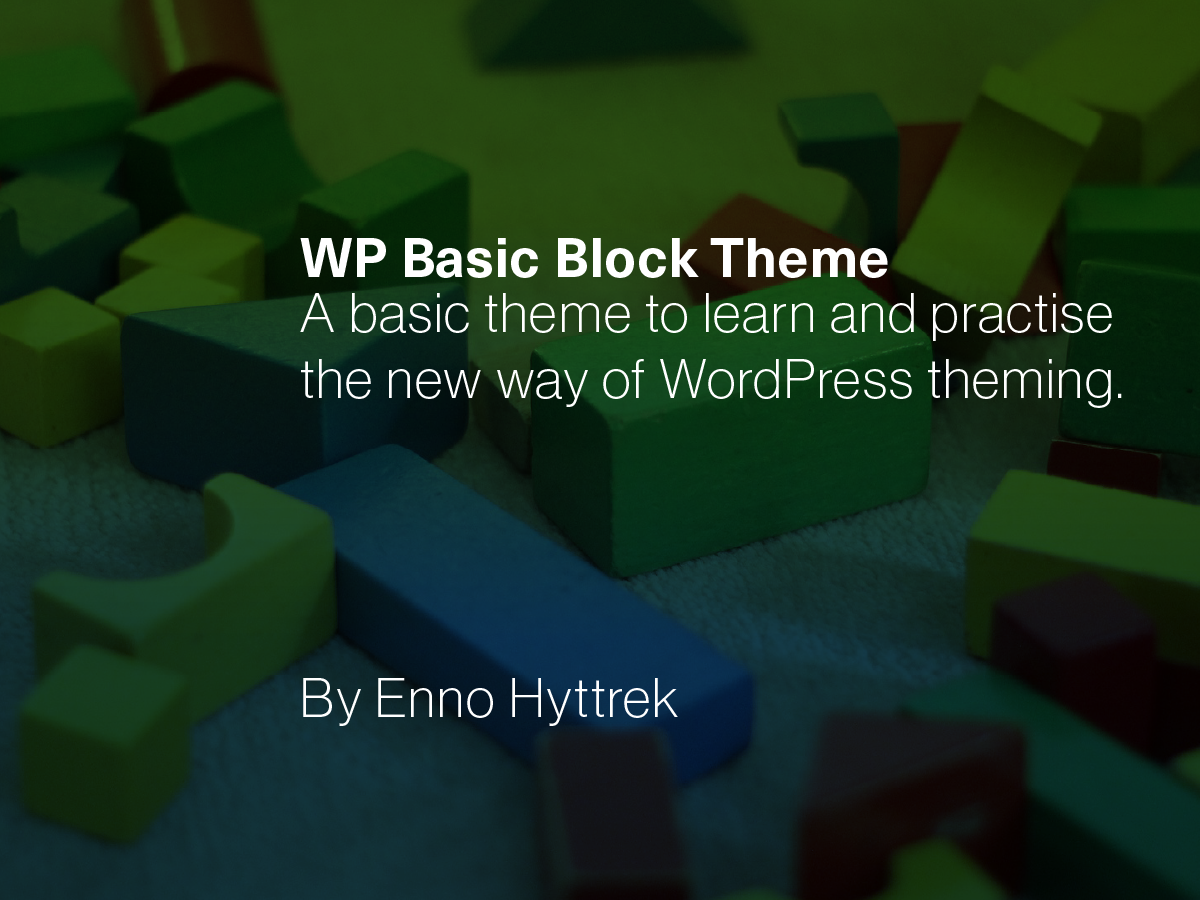 WP Basic Block Theme
A basic theme to learn and practise
the new way of WordPress theming.
By Enno Hyttrek